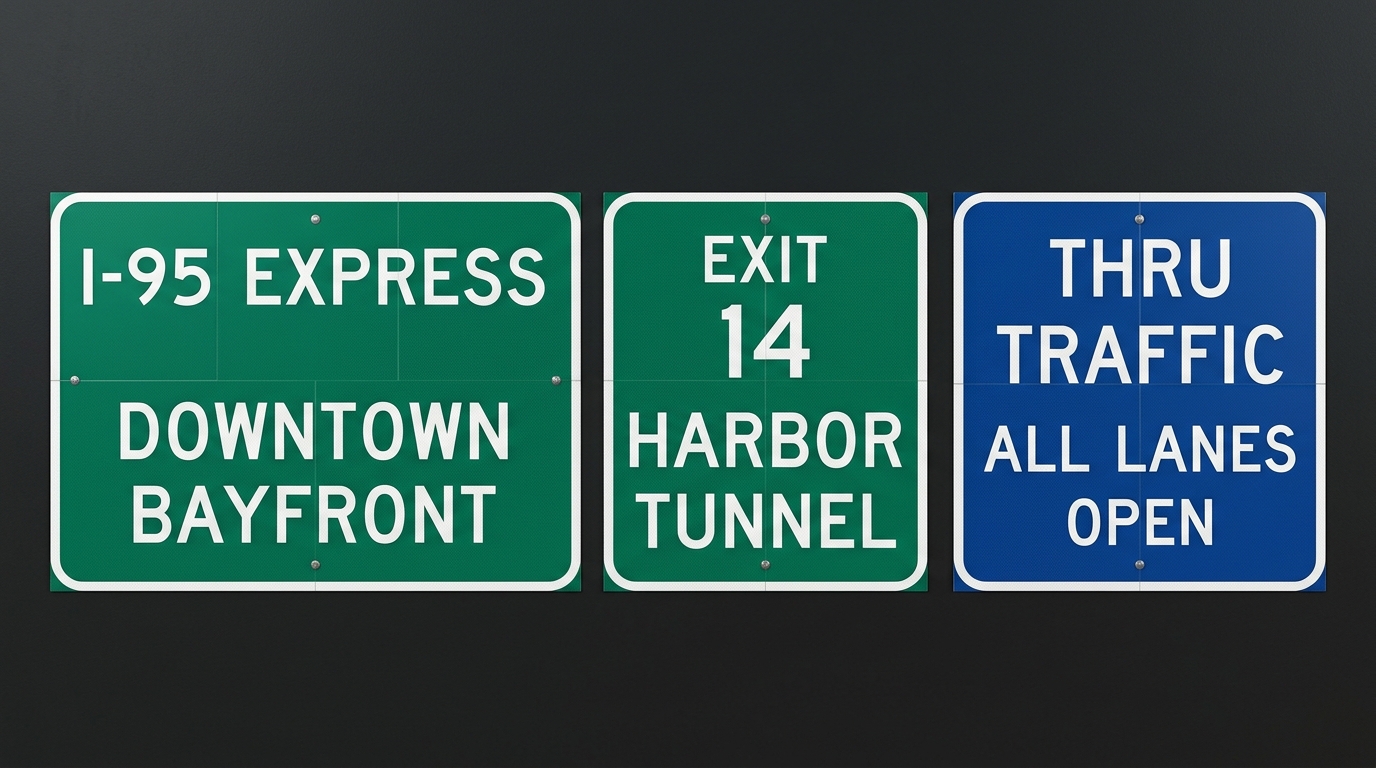 I-95 EXPRESS
DOWNTOWN
BAYFRONT
EXIT
14
HARBOR
TUNNEL
THRU
TRAFFIC
ALL LANES
OPEN